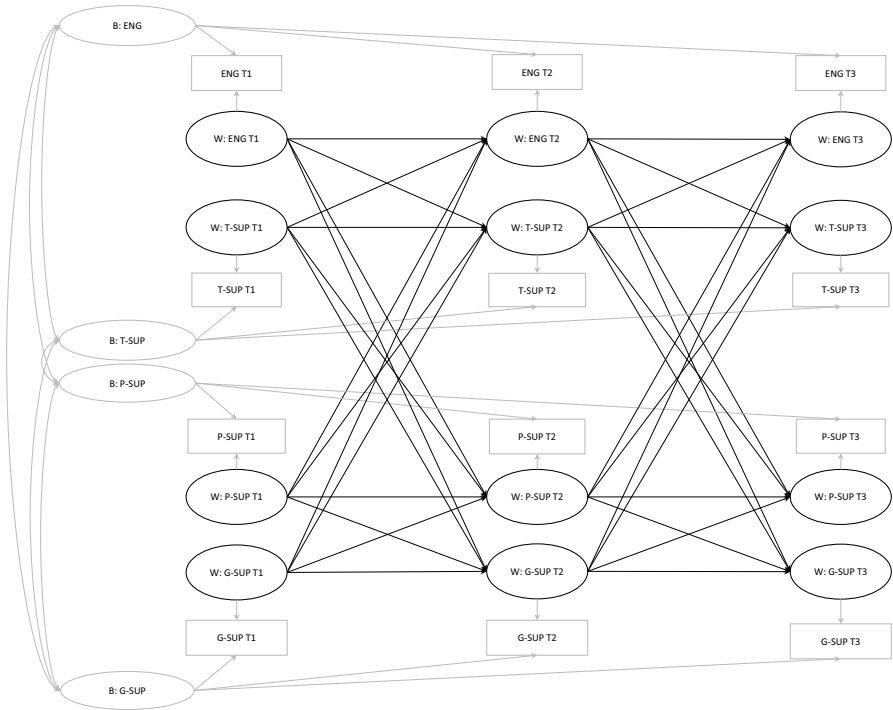 B: ENG
ENG T1
ENG T2
ENG T3
W: ENG T1
W: ENG T2
W: ENG T3
W: T-SUP T1
W: T-SUP T2
W: T-SUP T3
T-SUP T1
T-SUP T2
T-SUP T3
B: T-SUP
B: P-SUP
P-SUP T1
P-SUP T2
P-SUP T3
W: P-SUP T1
W: P-SUP T2
W: P-SUP T3
W: G-SUP T1
W: G-SUP T2
W: G-SUP T3
G-SUP T1
G-SUP T2
G-SUP T3
B: G-SUP